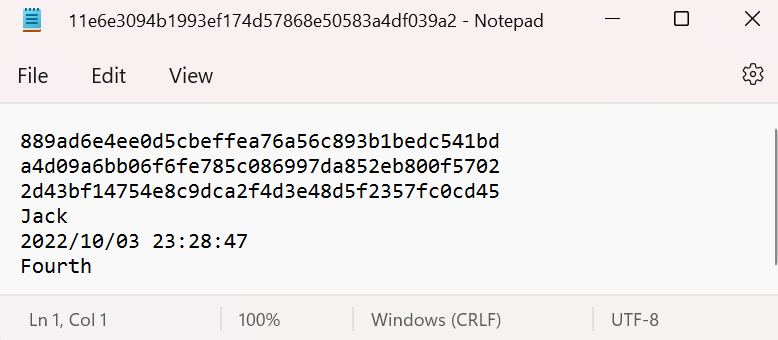 11e6e3094b1993ef174d57868e50583a4df039a2 - Notepad
File Edit View
889ad6e4ee0d5cbeffea76a56c893b1bedc541bd
a4d09a6bb06f6fe785c086997da852eb800f5702
2d43bf14754e8c9dca2f4d3e48d5f2357fc0cd45
Jack
2022/10/03 23:28:47
Fourth
Ln 1, Col 1 100% Windows (CRLF) UTF-8